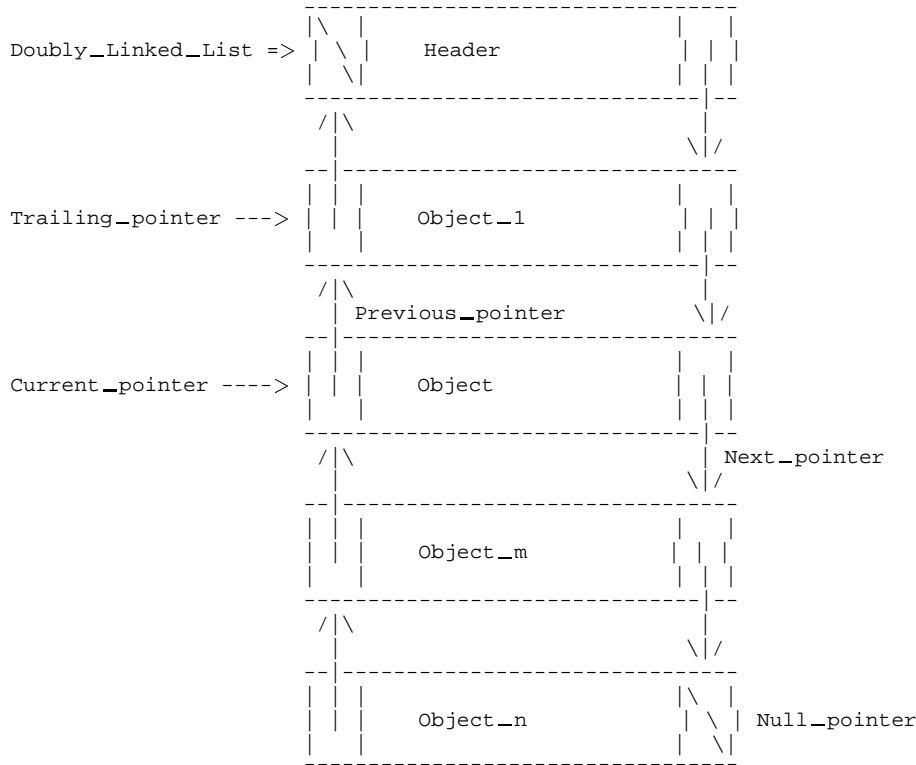 Doubly_Linked_List => Header
Trailing_pointer ---> Object_1
Previous_pointer
Current_pointer ----> Object
Next_pointer
Object_m
Object_n Null_pointer